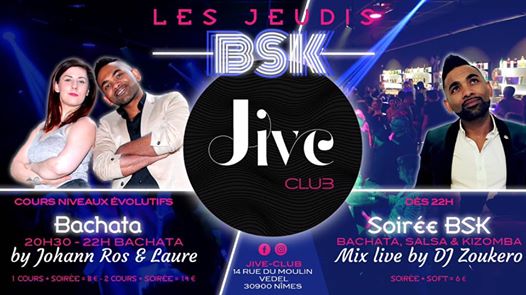 LES JEUDIS
BSK
Jive
CLUB
COURS NIVEAUX ÉVOLUTIFS
Bachata
20H30 - 22H BACHATA
by Johann Ros & Laure
1 COURS + SOIRÉE = 8€ - 2 COURS + SOIRÉE = 14€
JIVE-CLUB
14 RUE DU MOULIN
VEDEL
30900 NÎMES
DÈS 22H
Soirée BSK
BACHATA, SALSA & KIZOMBA
Mix live by DJ Zoukero
SOIRÉE + SOFT = 6 €